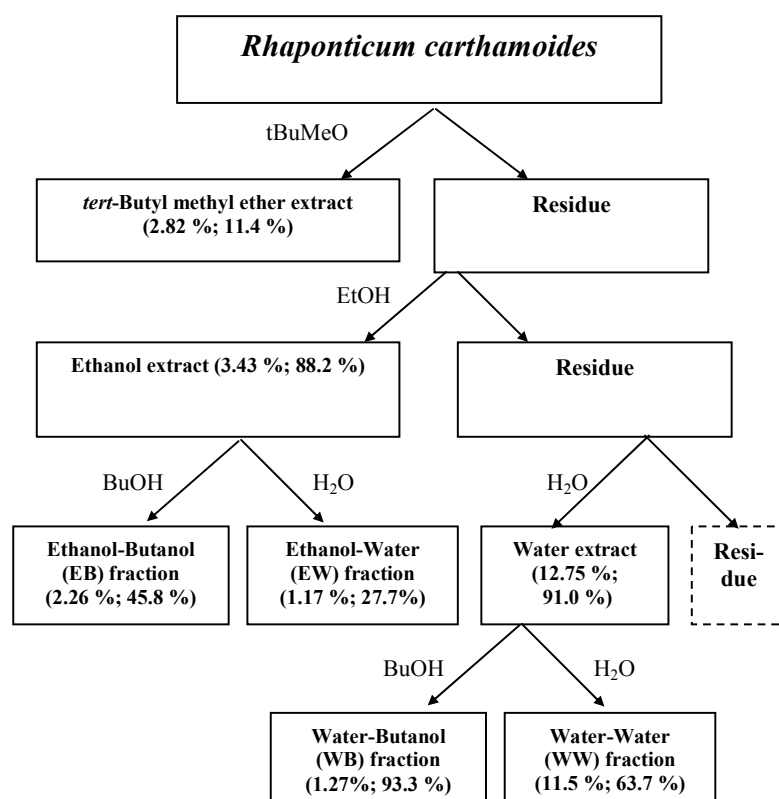 Rhaponticum carthamoides
tBuMeO
tert-Butyl methyl ether extract
(2.82 %; 11.4 %)
Residue
EtOH
Ethanol extract (3.43 %; 88.2 %)
Residue
BuOH
H₂O
H₂O
Ethanol-Butanol
(EB) fraction
(2.26 %; 45.8 %)
Ethanol-Water
(EW) fraction
(1.17 %; 27.7%)
Water extract
(12.75 %;
91.0 %)
Resi-
due
BuOH
H₂O
Water-Butanol
(WB) fraction
(1.27%; 93.3 %)
Water-Water
(WW) fraction
(11.5 %; 63.7 %)